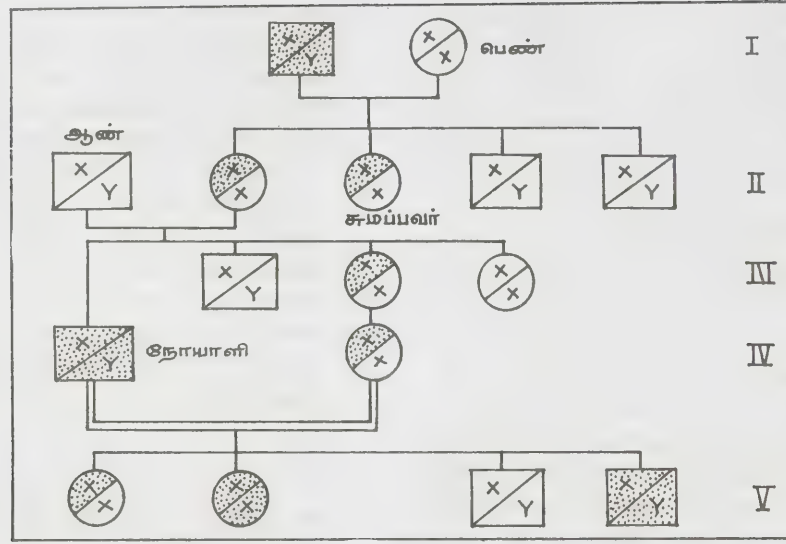 X Y X X பெண் I
ஆண்
X Y X X X X X Y X Y II
சுமப்பவர்
X Y X X X X III
X Y நோயாளி X X IV
X X X X X Y X Y V